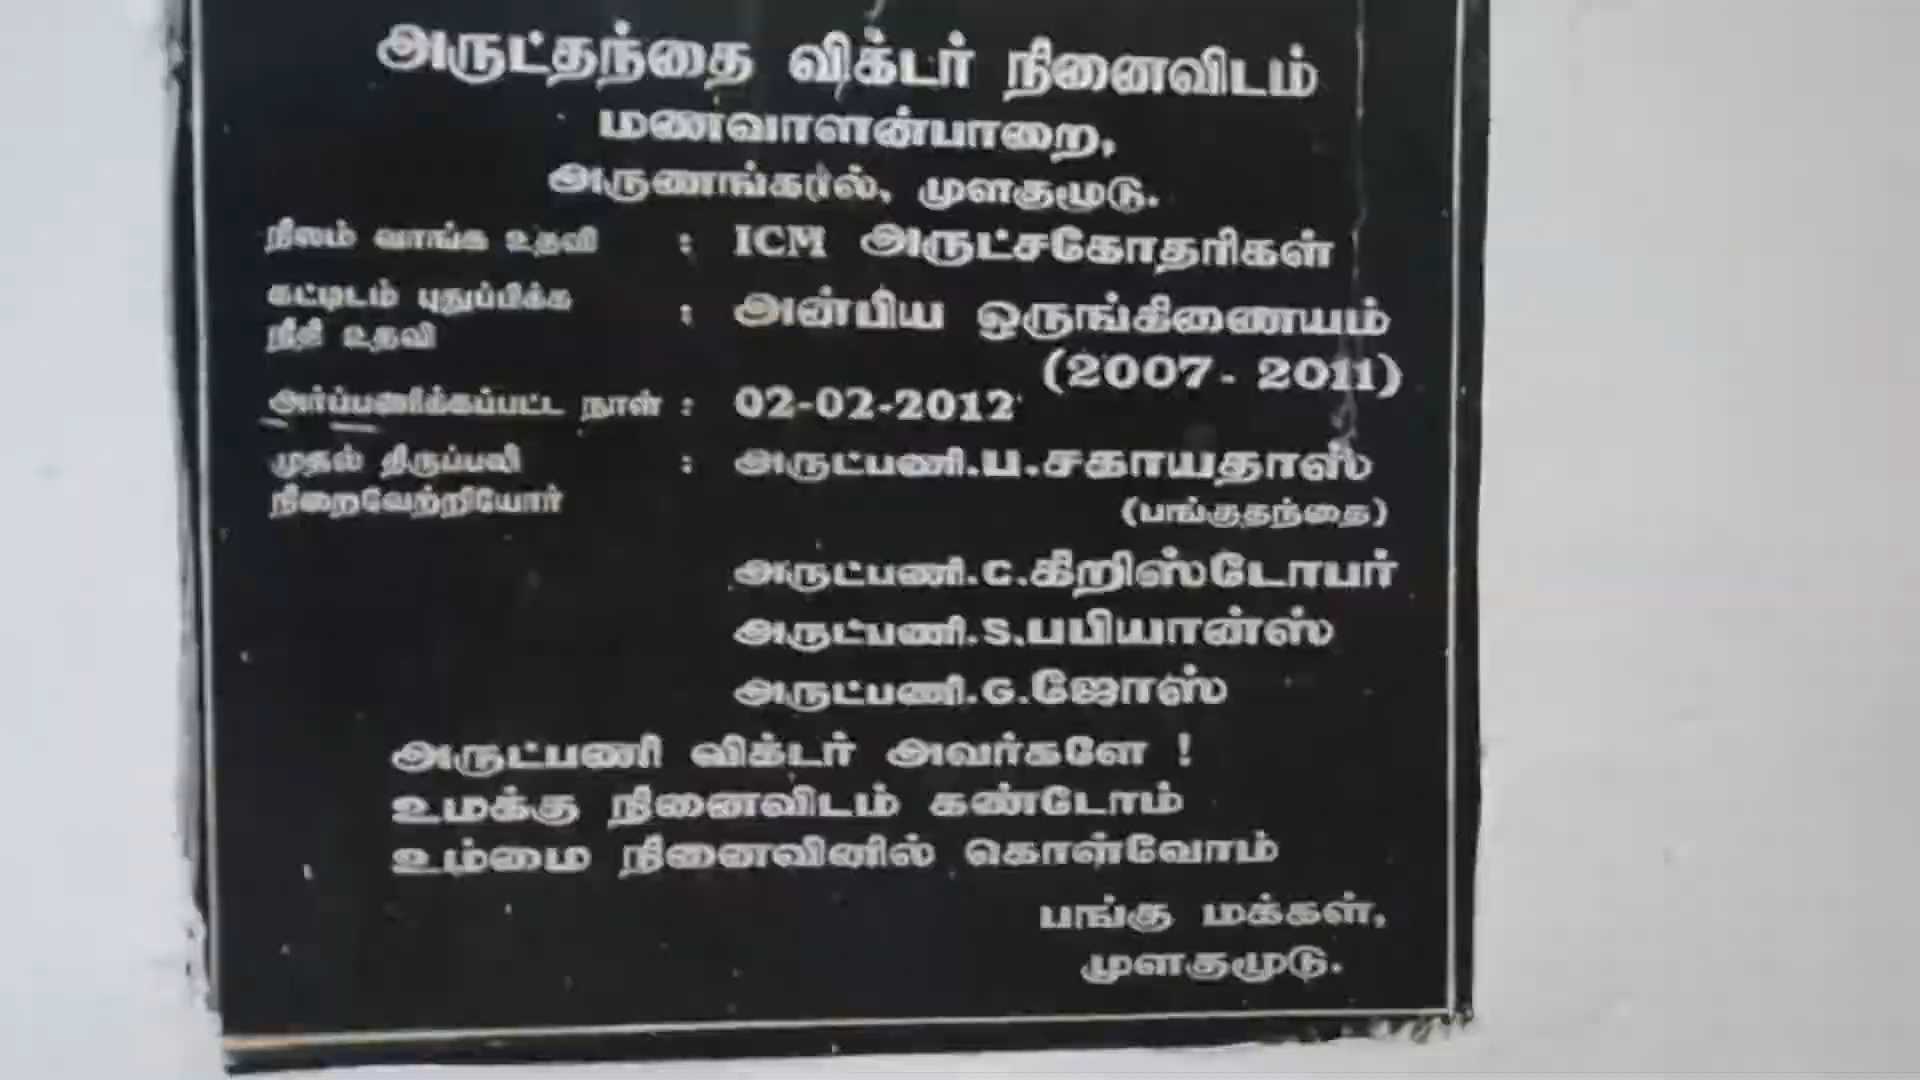 அருட்தந்தை விக்டர் நினைவிடம்
மணவாளன்பாறை,
அருணங்கரல், முளகுமூடு.
நிலம் வாங்க உதவி : ICM அருட்சகோதரிகள்
கட்டிடம் புதுப்பிக்க
நிதி உதவி : அன்பிய ஒருங்கிணையம்
(2007 - 2011)
அர்ப்பணிக்கப்பட்ட நாள் : 02-02-2012
முதல் திருப்பலி
நிறைவேற்றியோர் : அருட்பணி.ப.சகாயதாஸ்
(பங்குதந்தை)
அருட்பணி.C.கிறிஸ்டோபர்
அருட்பணி.S.பபியான்ஸ்
அருட்பணி.G.ஜோஸ்
அருட்பணி விக்டர் அவர்களே !
உமக்கு நினைவிடம் கண்டோம்
உம்மை நினைவினில் கொள்வோம்
பங்கு மக்கள்,
முளகுமூடு.